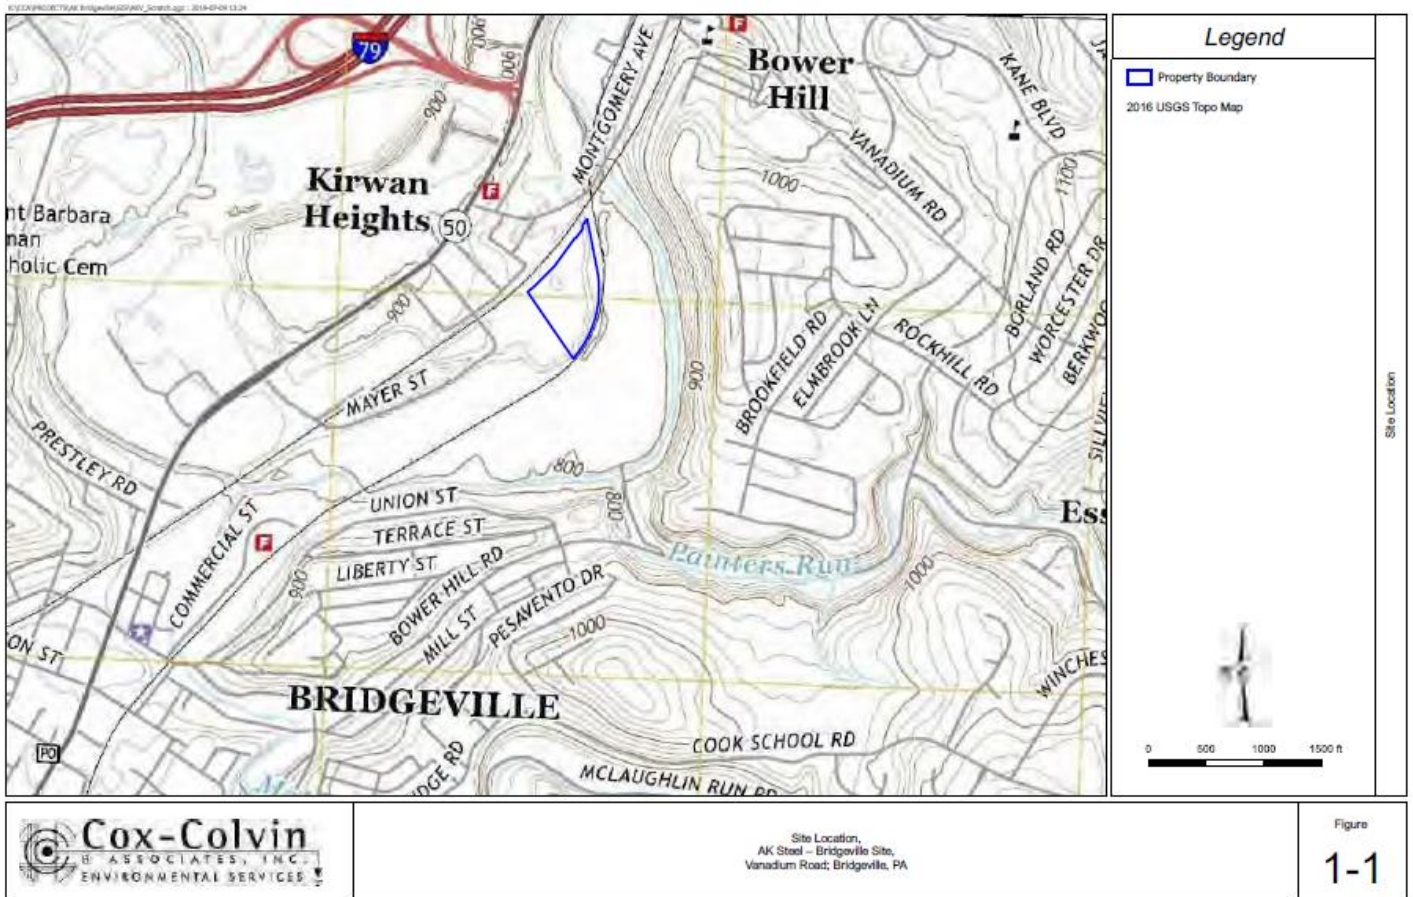 79
900
900
900
MONTGOMERY AVE
F
Bower
Hill
KANE BLVD
VANADIUM RD
1000
1100
Kirwan
Heights
F
50
nt Barbara
nan
holic Cem
900
900
BORLAND RD
WORCESTER DR
BERKWO
BROOKFIELD RD
ELMBROOK LN
ROCKHILL RD
MAYER ST
PRESTLEY RD
800
800
UNION ST
TERRACE ST
LIBERTY ST
COMMERCIAL ST
F
900
BOWER HILL RD
MILL ST
PESAVENTO DR
Painters Run
1000
1000
Ess
ON ST
WINCHES
BRIDGEVILLE
PO
COOK SCHOOL RD
MCLAUGHLIN RUN RD
DGE RD
Legend
Property Boundary
2016 USGS Topo Map
0 500 1000 1500 ft
Site Location
Cox-Colvin
& ASSOCIATES, INC.
ENVIRONMENTAL SERVICES
Site Location,
AK Steel – Bridgeville Site,
Vanadium Road; Bridgeville, PA
Figure
1-1